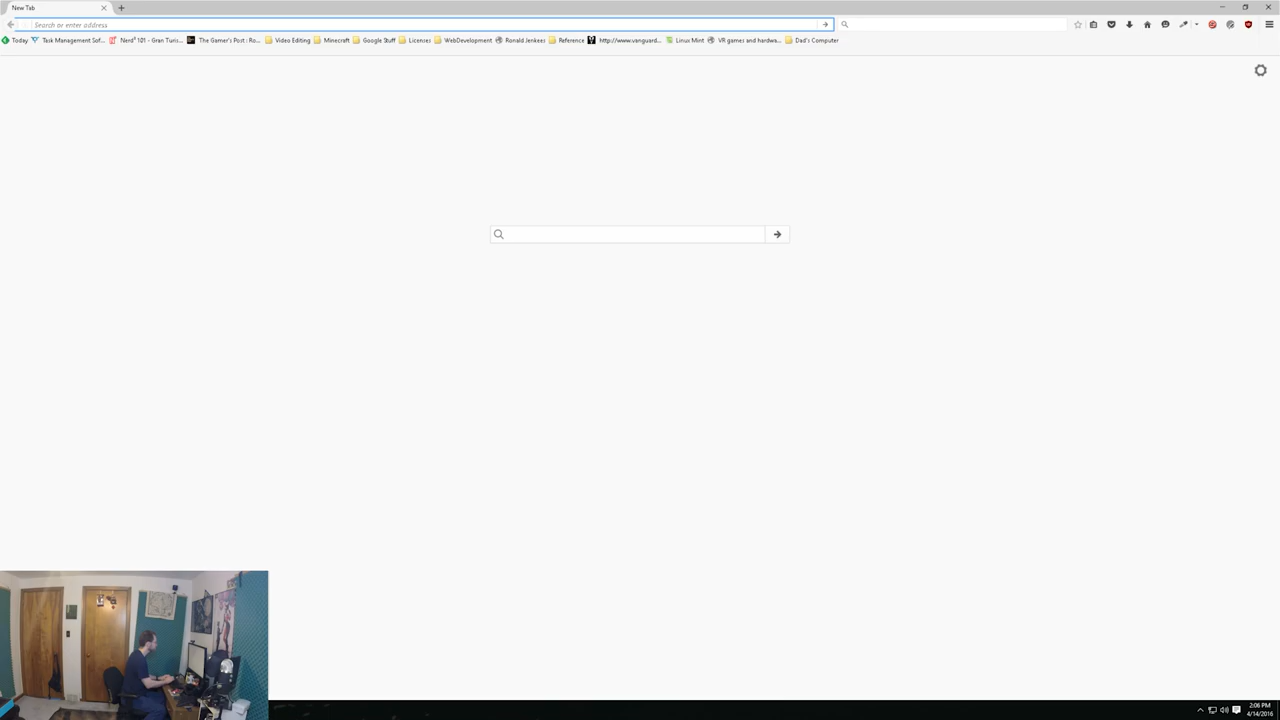 New Tab
Search or enter address
Today Task Management Sof... Nerd³ 101 - Gran Turis... The Gamer's Post : Ro... Video Editing Minecraft Google Stuff Licenses WebDevelopment Ronald Jenkees Reference http://www.vanguard... Linux Mint VR games and hardwa... Dad's Computer
2:06 PM
4/14/2016